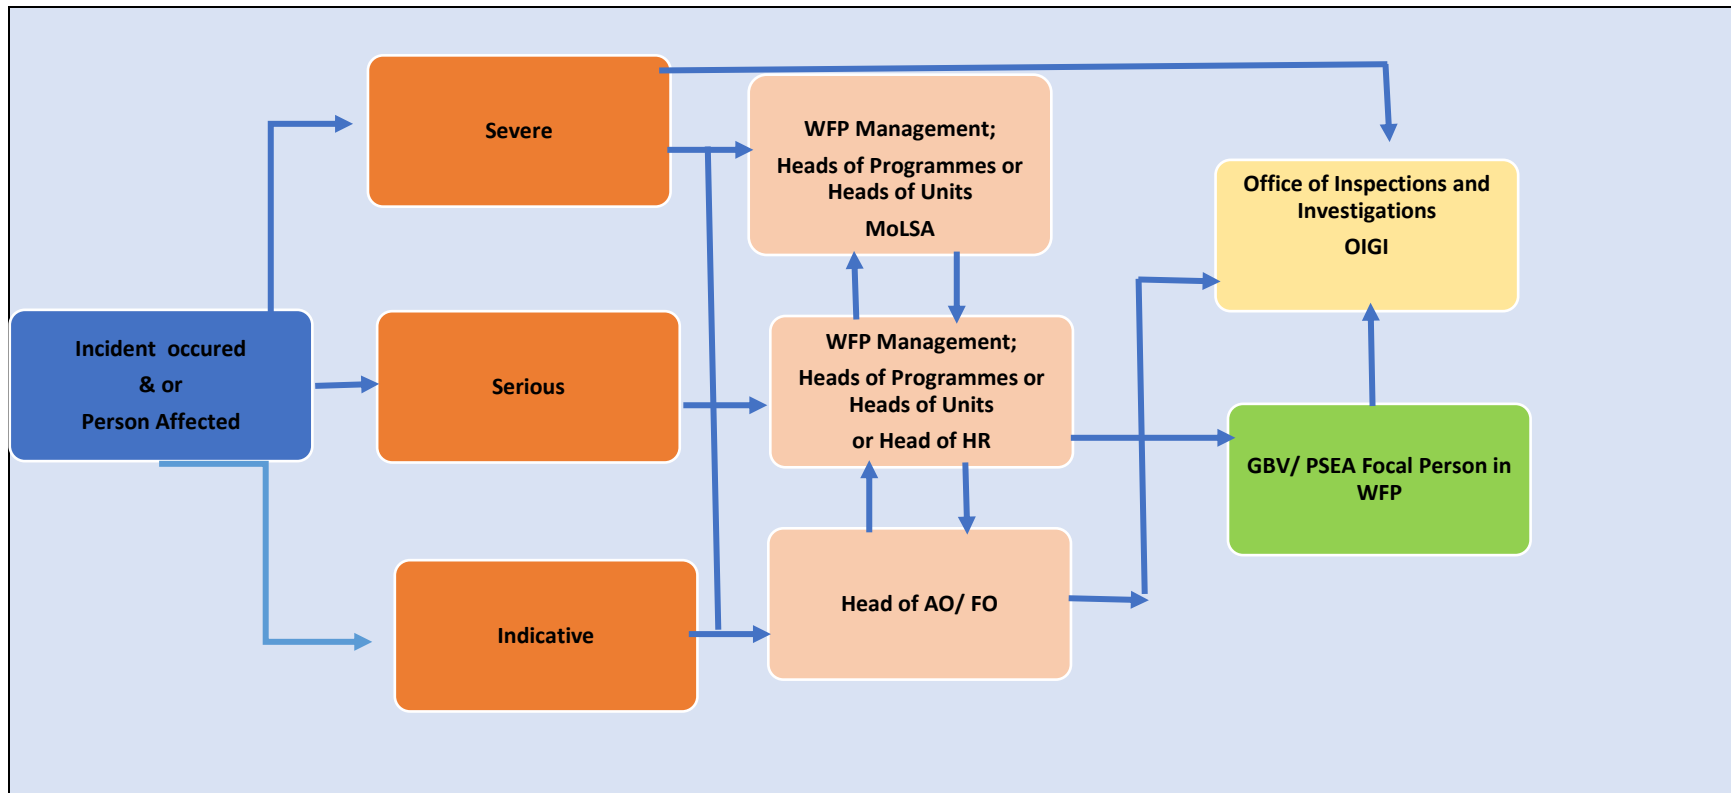 Severe
WFP Management;
Heads of Programmes or
Heads of Units
MoLSA
Office of Inspections and
Investigations
OIGI
Incident  occured
& or
Person Affected
Serious
WFP Management;
Heads of Programmes or
Heads of Units
or Head of HR
GBV/ PSEA Focal Person in
WFP
Indicative
Head of AO/ FO